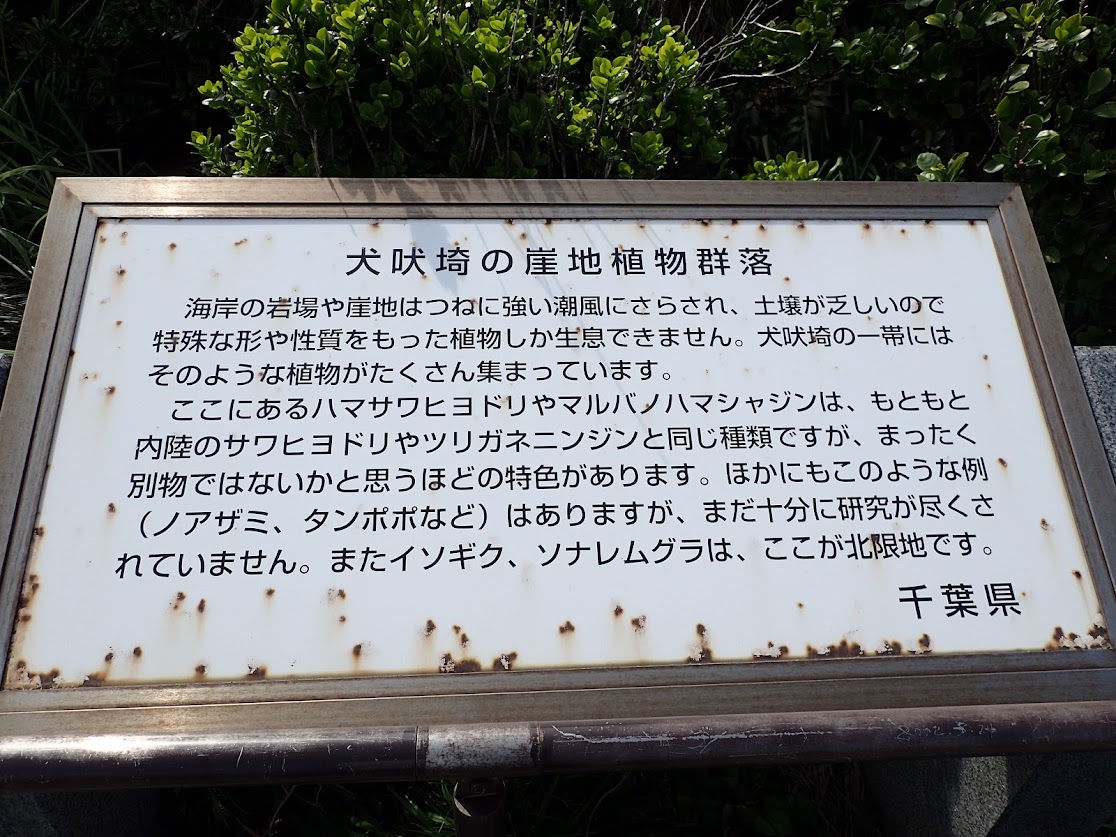 犬吠埼の崖地植物群落
海岸の岩場や崖地はつねに強い潮風にさらされ、土壌が乏しいので
特殊な形や性質をもった植物しか生息できません。犬吠埼の一帯には
そのような植物がたくさん集まっています。
ここにあるハマサワヒヨドリやマルバノハマシャジンは、もともと
内陸のサワヒヨドリやツリガネニンジンと同じ種類ですが、まったく
別物ではないかと思うほどの特色があります。ほかにもこのような例
（ノアザミ、タンポポなど）はありますが、まだ十分に研究が尽くさ
れていません。またイソギク、ソナレムグラは、ここが北限地です。
千葉県